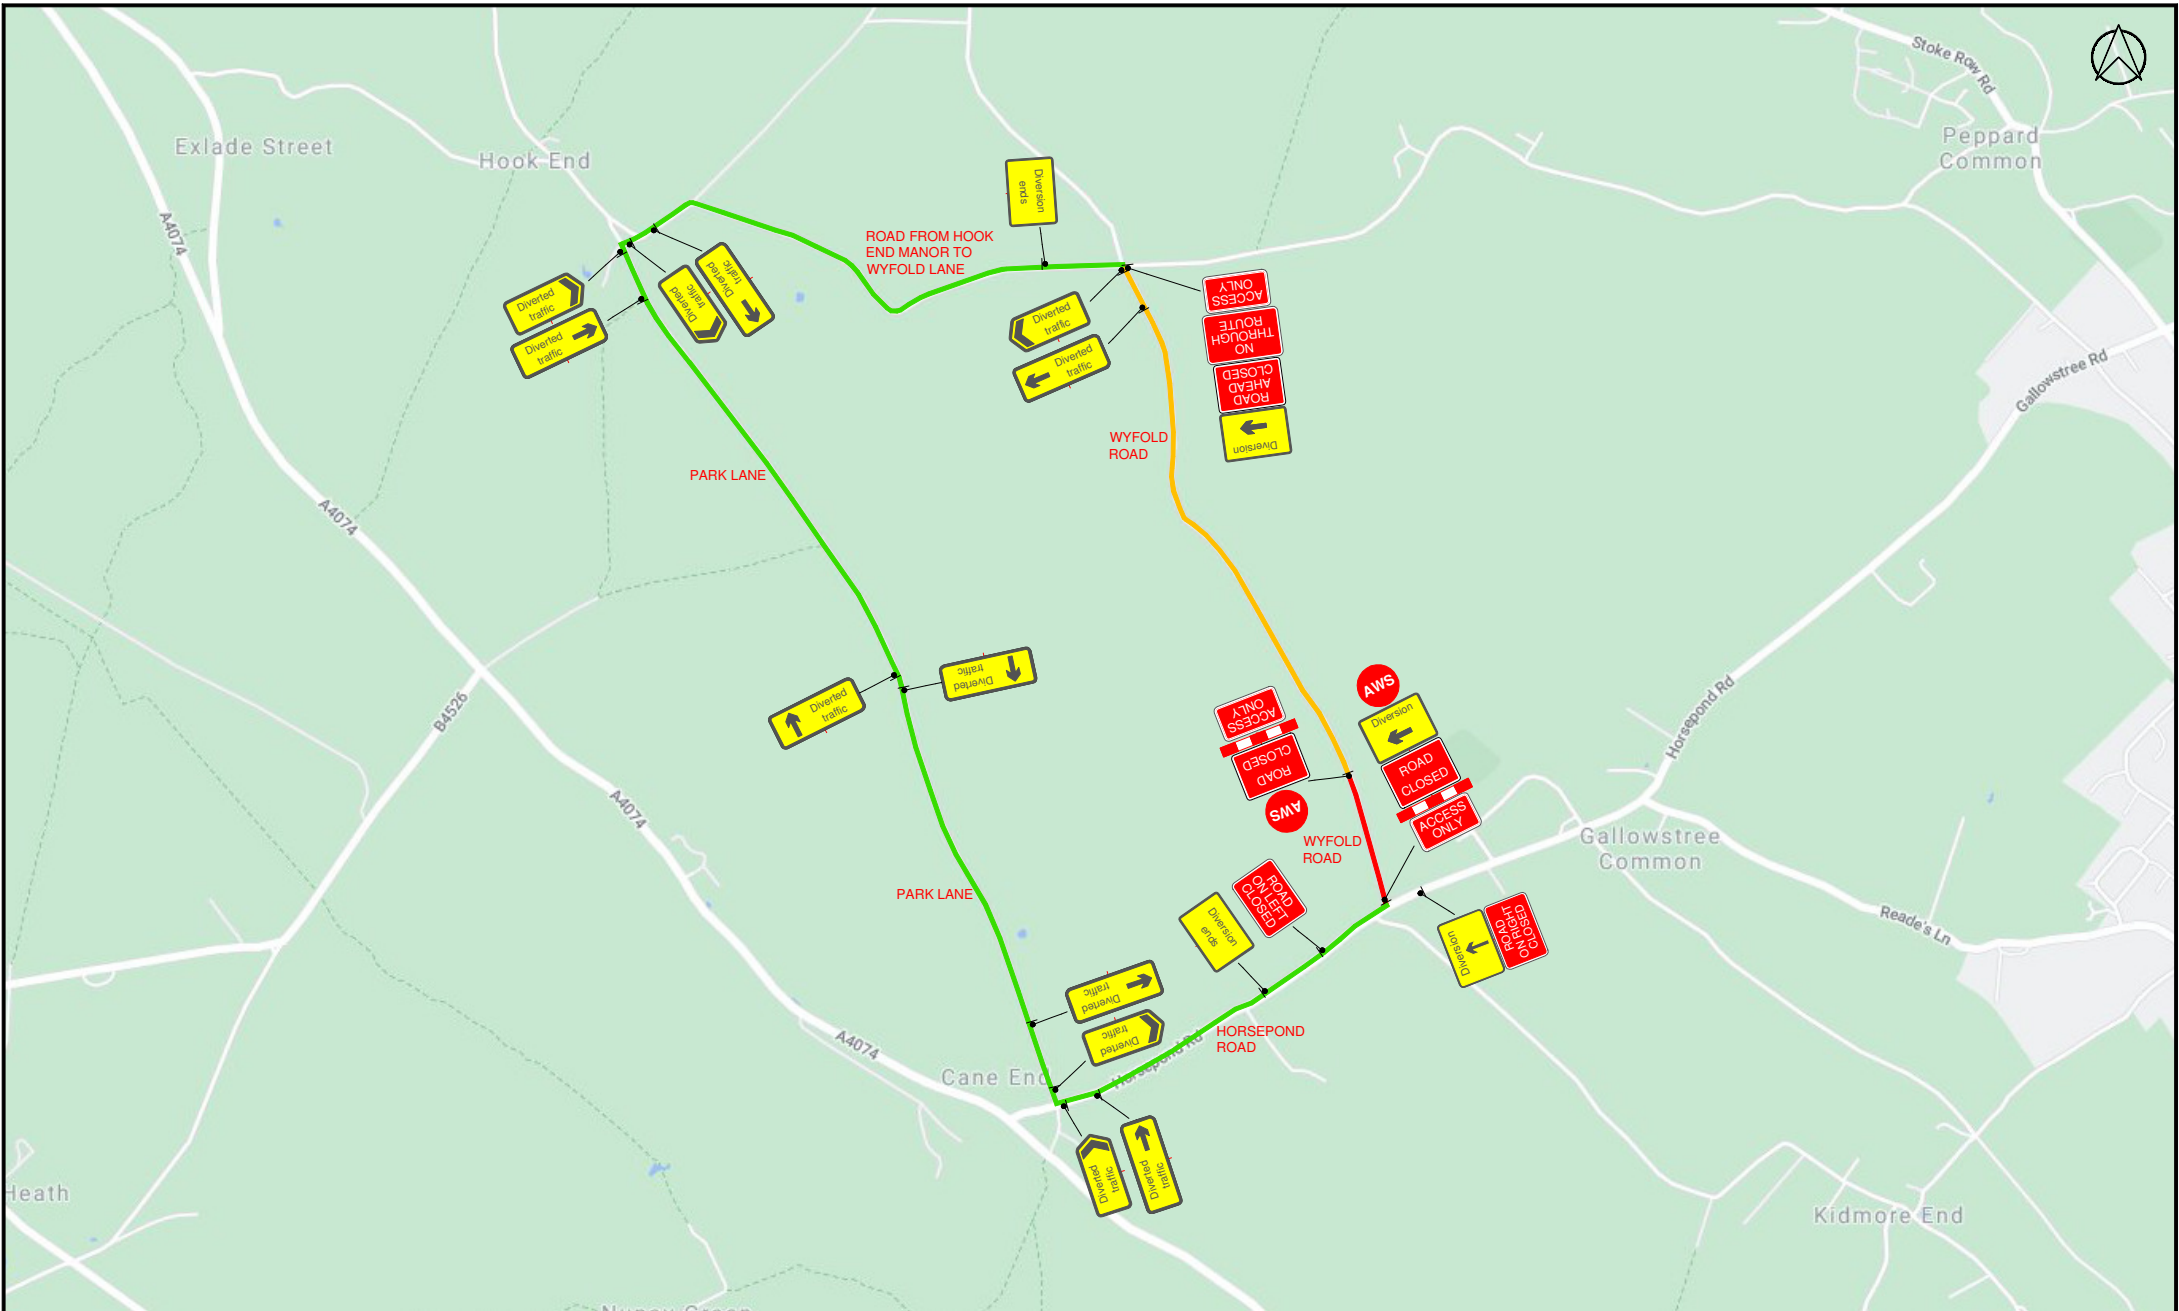 Stoke Row Rd
Peppard
Common
Exlade Street
Hook End
A4074
Diversion
ends
ROAD FROM HOOK
END MANOR TO
WYFOLD LANE
Diverted
traffic
Diverted
traffic
Diverted
traffic
Diverted
traffic
Diverted
traffic
Diverted
traffic
ACCESS
ONLY
NO
THROUGH
ROUTE
ROAD
AHEAD
CLOSED
Diversion
Gallowstree Rd
WYFOLD
ROAD
PARK LANE
A4074
Diverted
traffic
Diverted
traffic
B4526
Horsepond Rd
AWS
Diversion
ROAD
CLOSED
ACCESS
ONLY
ACCESS
ONLY
ROAD
CLOSED
AWS
WYFOLD
ROAD
A4074
Gallowstree
Common
PARK LANE
ROAD
ON LEFT
CLOSED
Diversion
ends
Diversion
ROAD
ON RIGHT
CLOSED
Reade's Ln
Diverted
traffic
Diverted
traffic
HORSEPOND
ROAD
Horsepond Rd
A4074
Cane End
Diverted
traffic
Diverted
traffic
Heath
Kidmore End